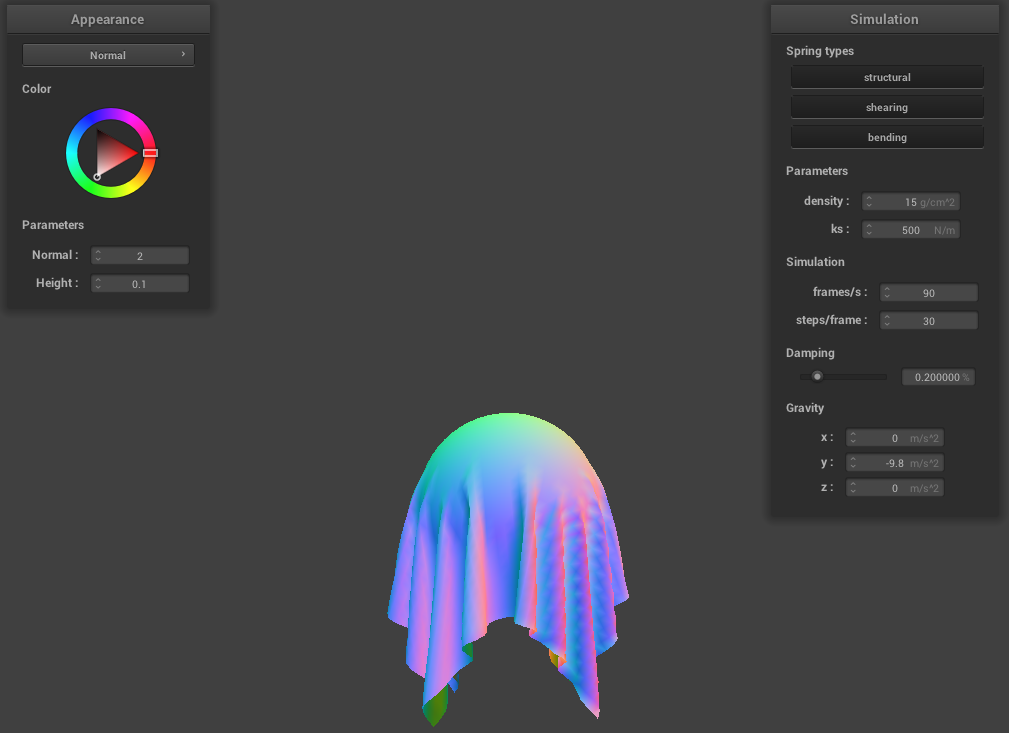 Appearance
Normal
Color
Parameters
Normal : 2
Height : 0.1
Simulation
Spring types
structural
shearing
bending
Parameters
density : 15 g/cm^2
ks : 500 N/m
Simulation
frames/s : 90
steps/frame : 30
Damping
0.200000 %
Gravity
x : 0 m/s^2
y : -9.8 m/s^2
z : 0 m/s^2